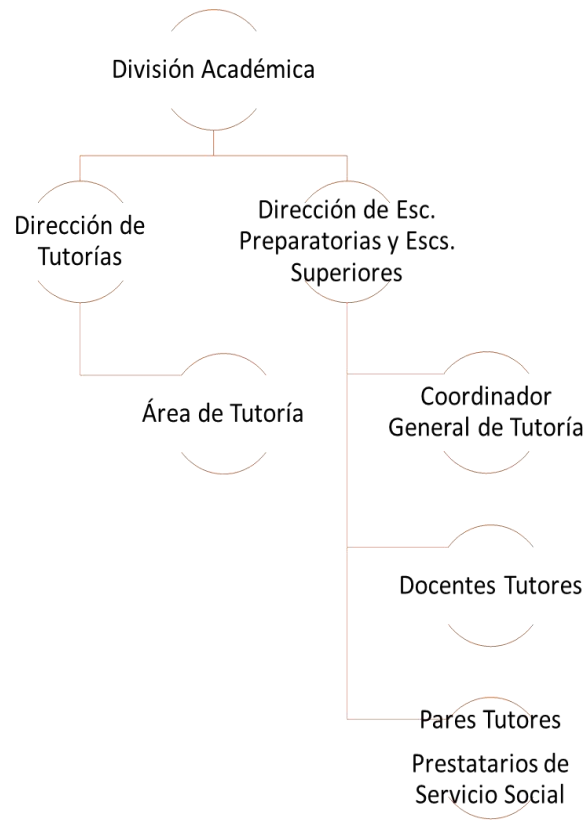 División Académica
Dirección de
Tutorías
Dirección de Esc.
Preparatorias y Escs.
Superiores
Área de Tutoría
Coordinador
General de Tutoría
Docentes Tutores
Pares Tutores
Prestatarios de
Servicio Social